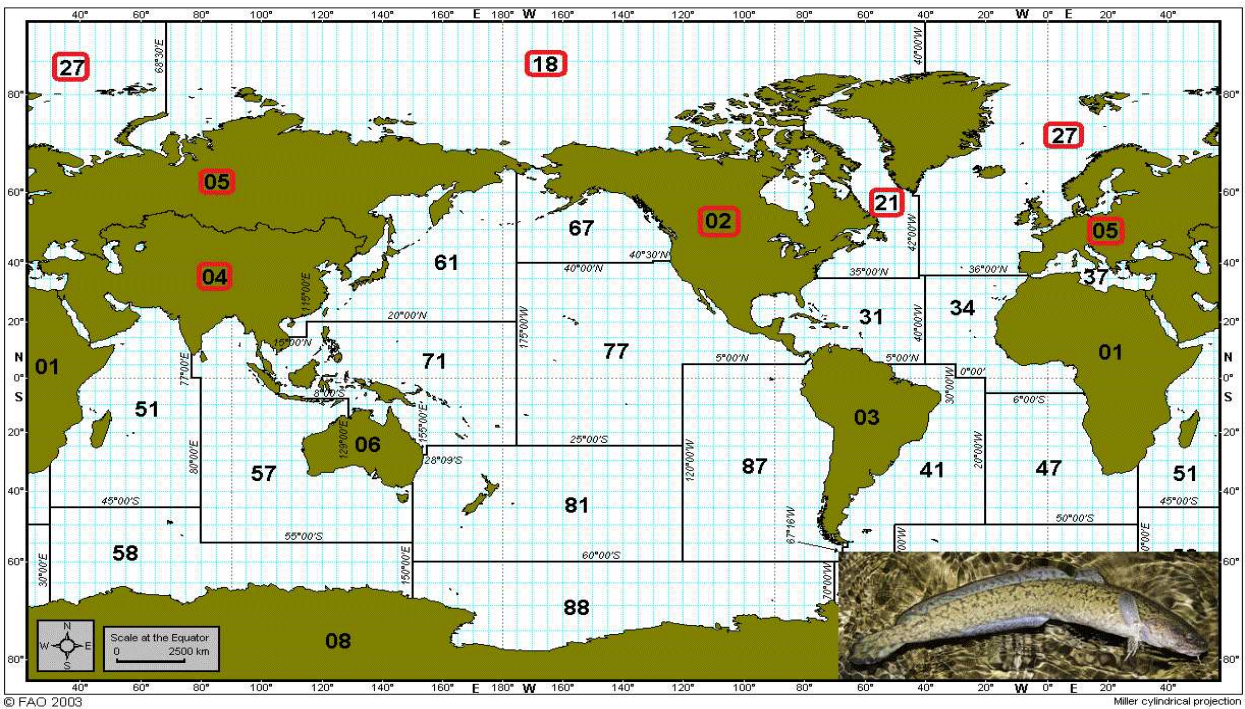 40° 60° 80° 100° 120° 140° 160° E 180° W 160° 140° 120° 100° 80° 60° 40° W 0° E 20° 40°
27
68°30'E
18
40°00'W
80°
80°
27
05
60°
60°
21
02
67
05
42°00'W
61
40°30'N
40°
40°00'N
35°00'N
36°00'N
37
40°
04
115°00'E
20°
20°00'N
175°00'W
31
40°00'W
34
20°
15°00'N
N
71
77
5°00'N
5°00'N
01
N
01
77°00'E
0°
0°00'
0°
S
8°00'S
30°00'W
6°00'S
S
51
155°00'E
03
20°
129°00'E
06
20°
80°00'E
28°09'S
25°00'S
120°00'W
20°00'W
57
87
41
47
51
40°
45°00'S
81
45°00'S
40°
50°00'S
58
55°00'S
67°16'W
60°
30°00'E
150°00'E
60°00'S
70°00'W
60°
88
N
W E
S
Scale at the Equator
0 2500 km
08
80°
80°
40° 60° 80° 100° 120° 140° 160° E 180° W 160° 140° 120° 100° 80° 60° 40° W 0° E 20° 40°
© FAO 2003
Miller cylindrical projection